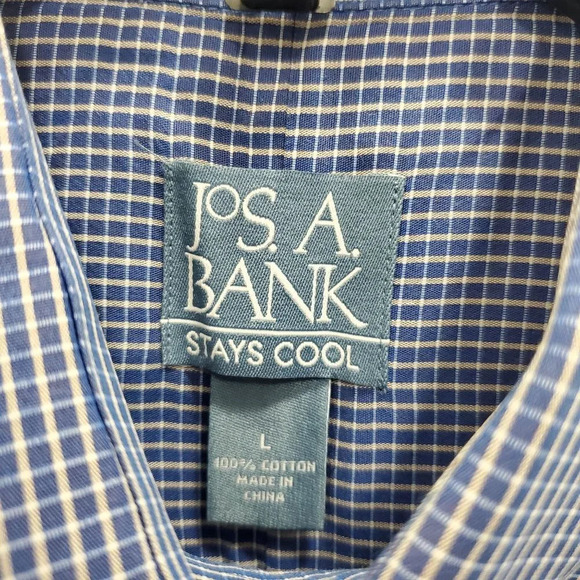 JOS. A.
BANK
STAYS COOL
L
100% COTTON
MADE IN
CHINA